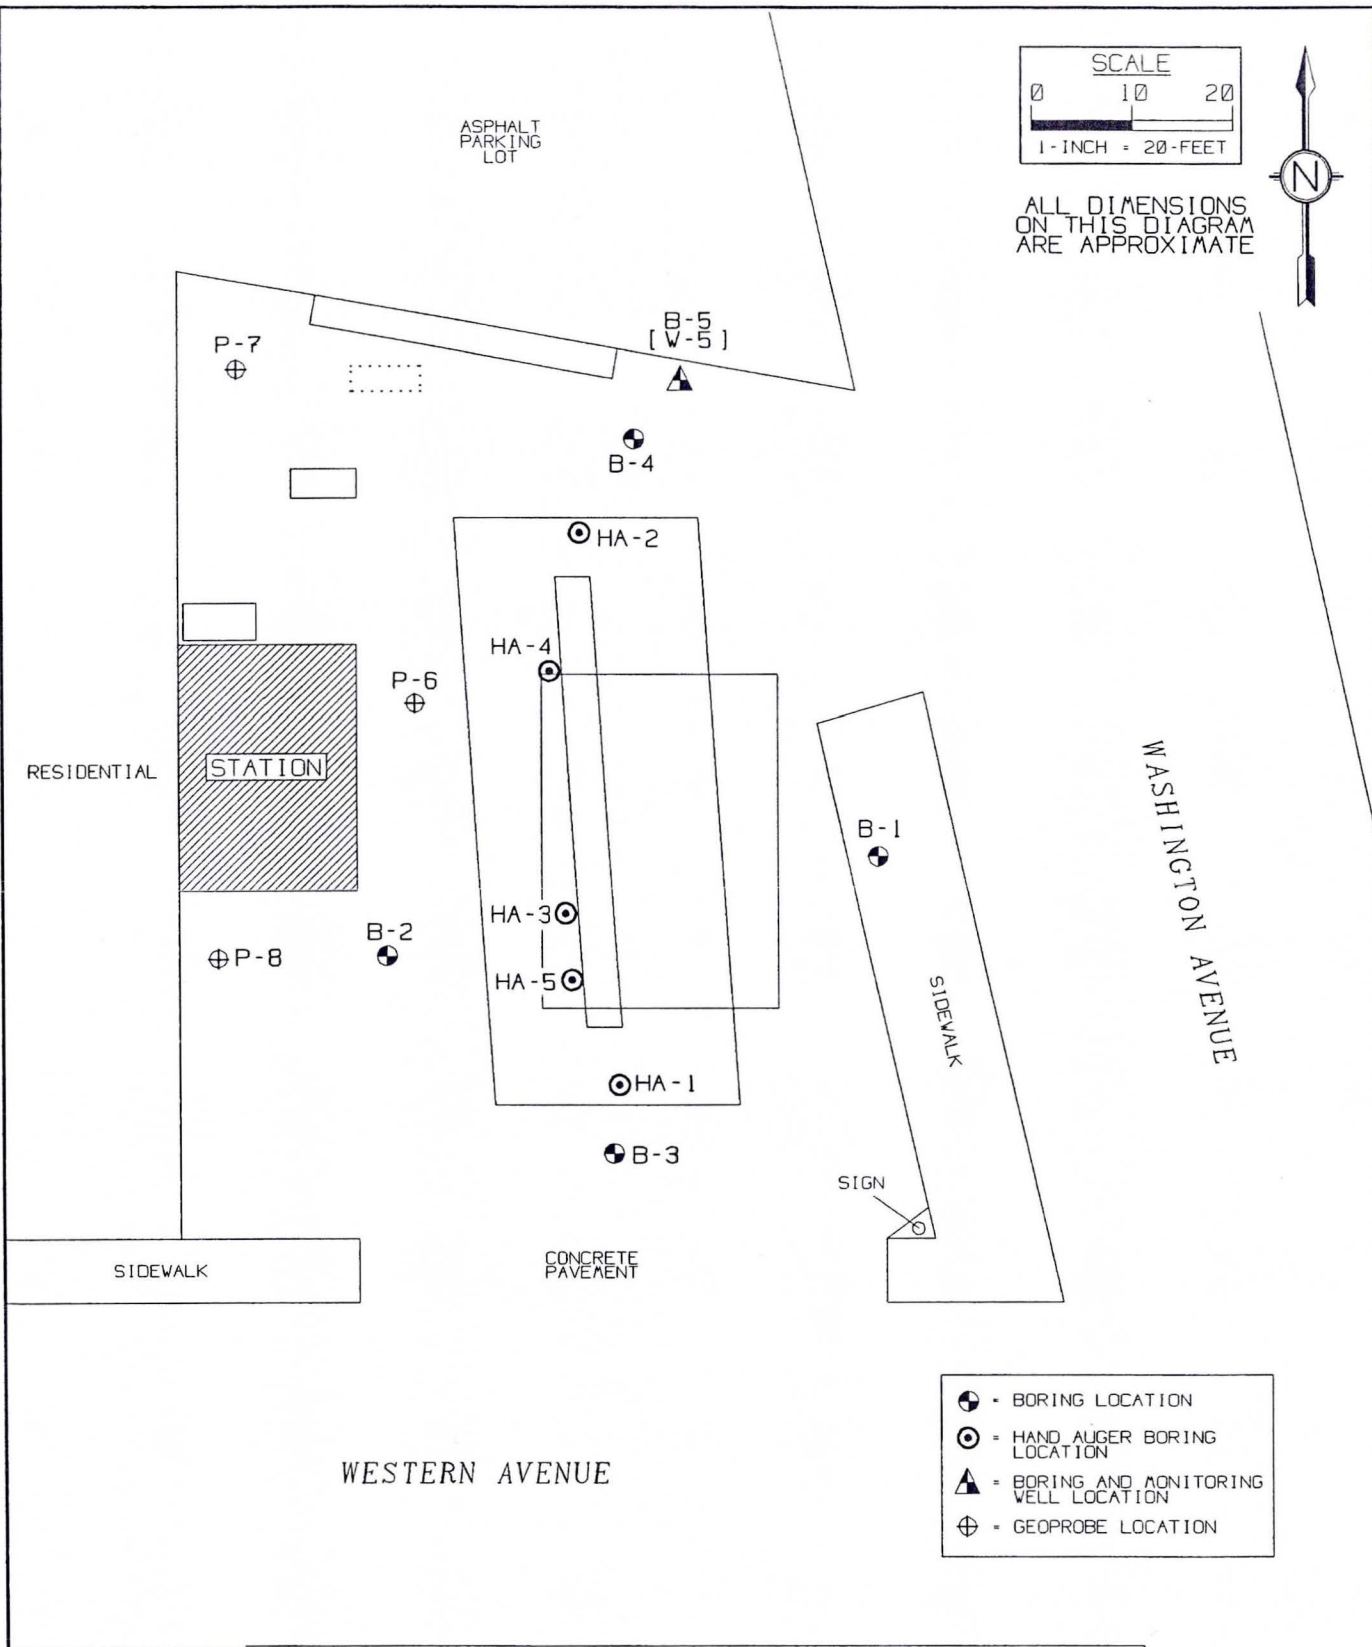 SCALE
0 10 20
1-INCH = 20-FEET
N
ALL DIMENSIONS
ON THIS DIAGRAM
ARE APPROXIMATE
ASPHALT
PARKING
LOT
B-5
[W-5]
P-7
B-4
HA-2
HA-4
P-6
RESIDENTIAL
STATION
WASHINGTON AVENUE
B-1
HA-3
B-2
P-8
HA-5
SIDEWALK
HA-1
B-3
SIGN
SIDEWALK
CONCRETE
PAVEMENT
WESTERN AVENUE
- BORING LOCATION
= HAND AUGER BORING
LOCATION
= BORING AND MONITORING
WELL LOCATION
- GEOPROBE LOCATION